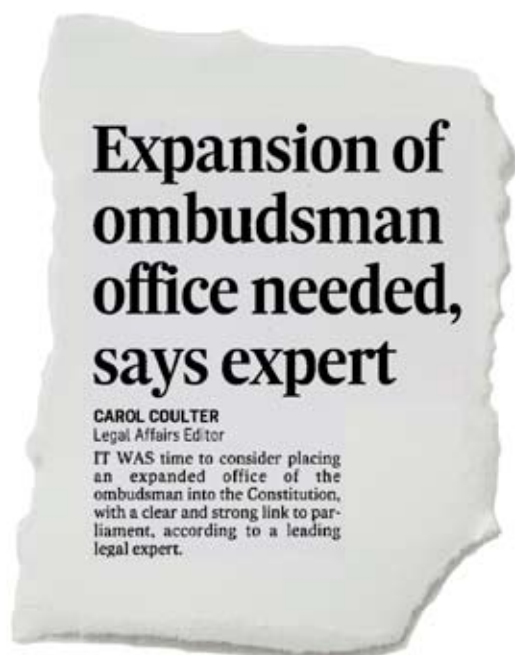 Expansion of
ombudsman
office needed,
says expert
CAROL COULTER
Legal Affairs Editor
IT WAS time to consider placing
an expanded office of the
ombudsman into the Constitution,
with a clear and strong link to par-
liament, according to a leading
legal expert.